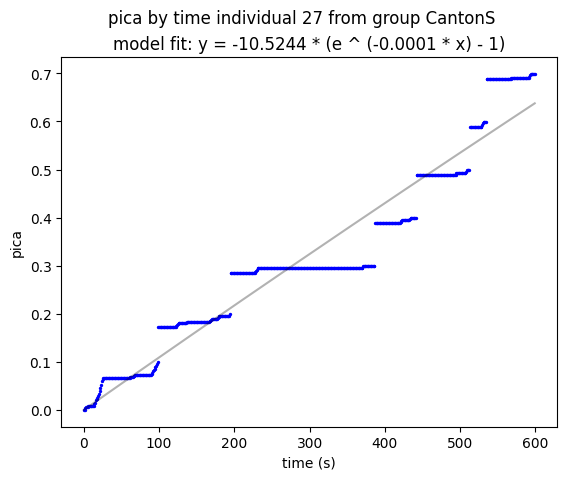 pica by time individual 27 from group CantonS
model fit: y = -10.5244 * (e ^ (-0.0001 * x) - 1)
pica
0.7
0.6
0.5
0.4
0.3
0.2
0.1
0.0
0 100 200 300 400 500 600
time (s)